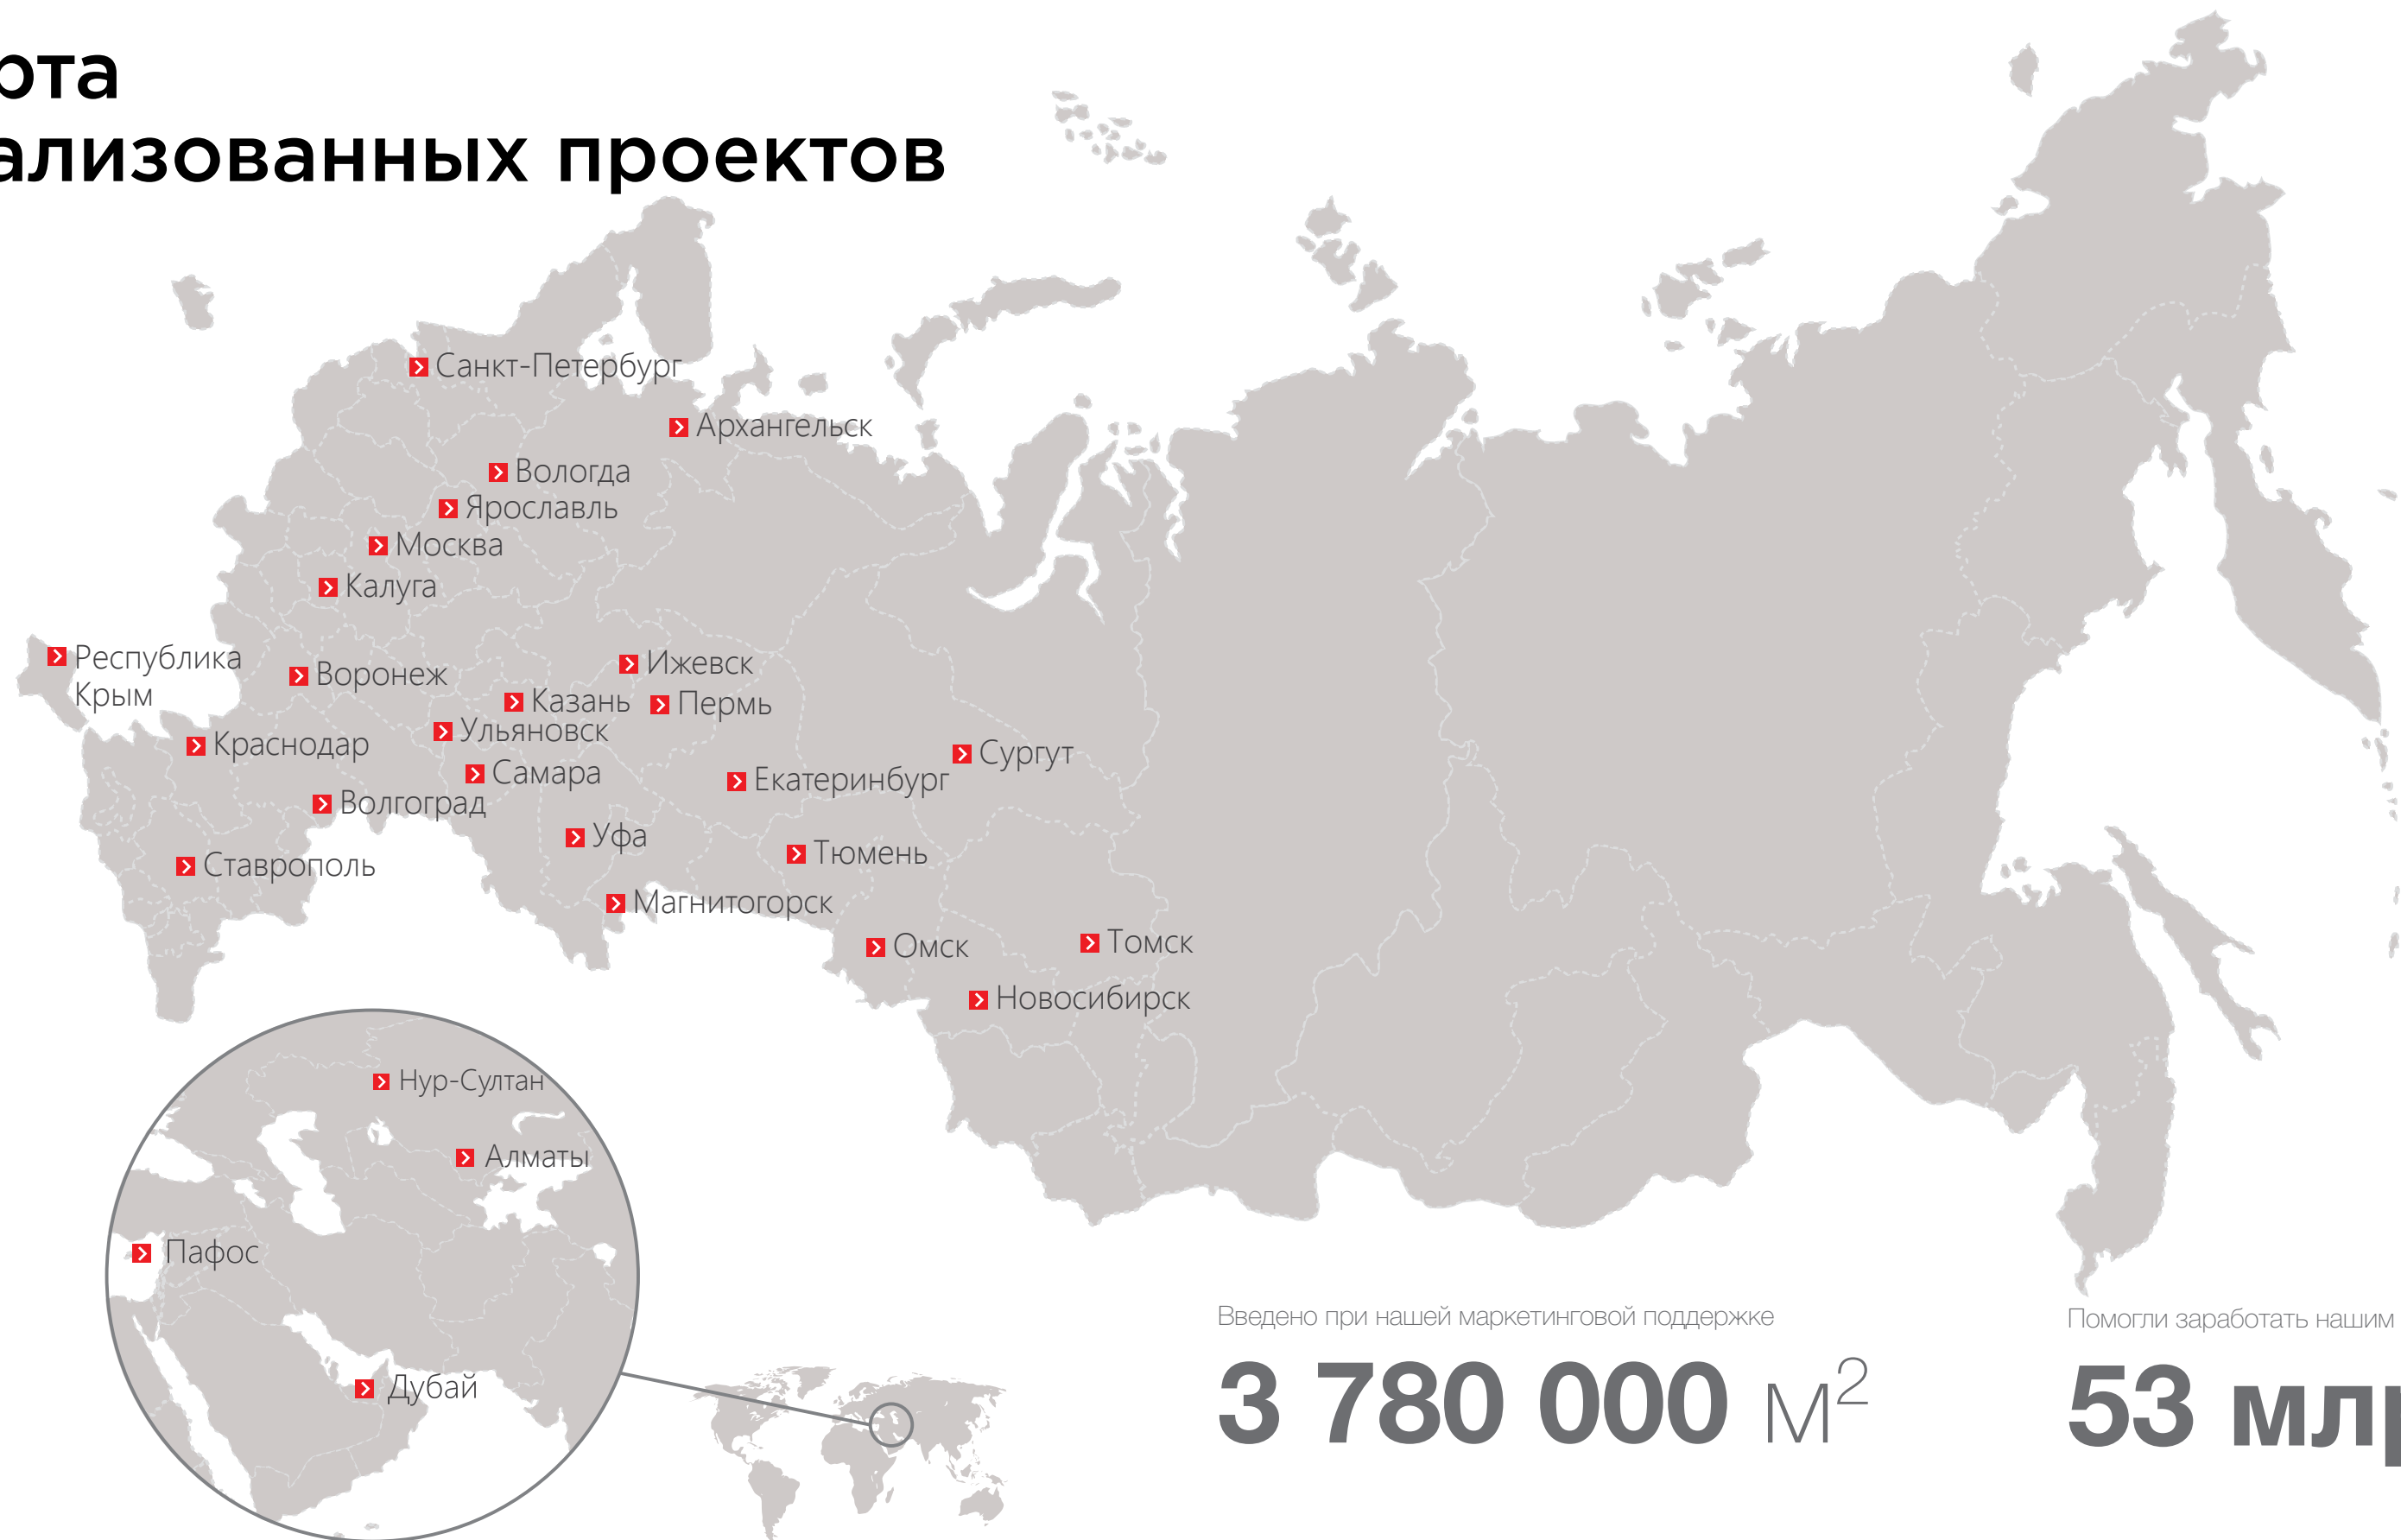 рта
ализованных проектов
Санкт-Петербург
Архангельск
Вологда
Ярославль
Москва
Калуга
Республика
Крым
Воронеж
Ижевск
Казань
Пермь
Ульяновск
Краснодар
Сургут
Самара
Екатеринбург
Волгоград
Уфа
Тюмень
Ставрополь
Магнитогорск
Омск
Томск
Новосибирск
Нур-Султан
Алматы
Пафос
Дубай
Введено при нашей маркетинговой поддержке
3 780 000 м²
Помогли заработать нашим
53 млр